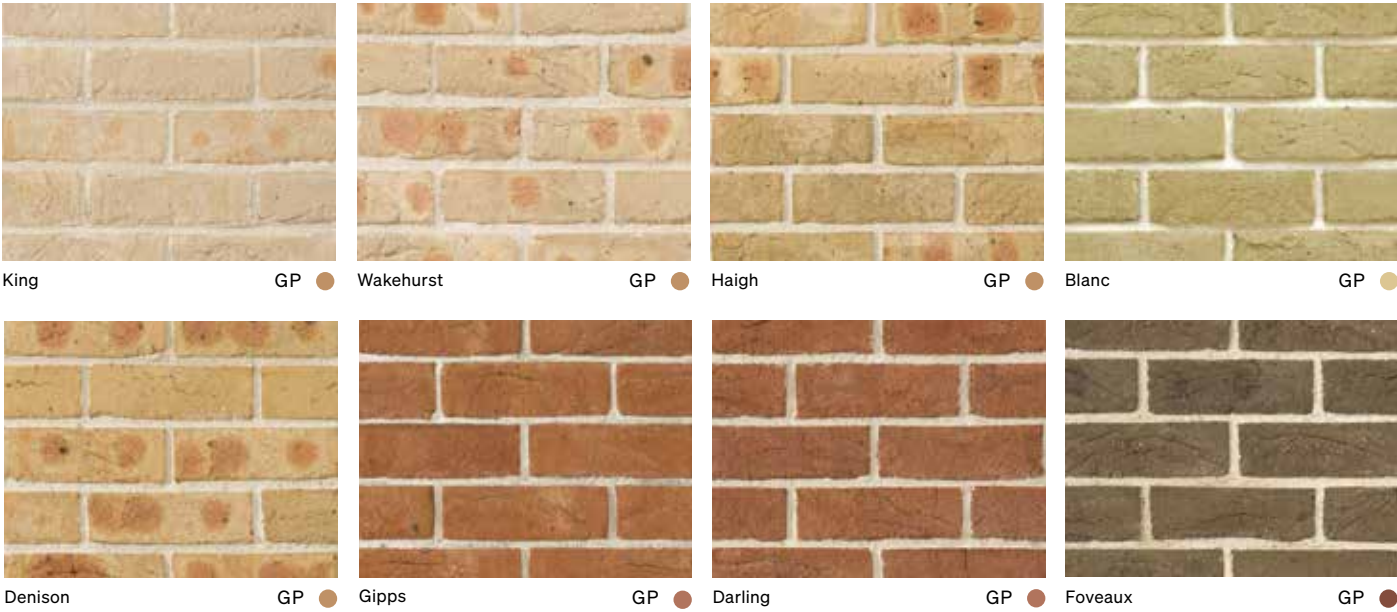 King GP
Wakehurst GP
Haigh GP
Blanc GP
Denison GP
Gipps GP
Darling GP
Foveaux GP